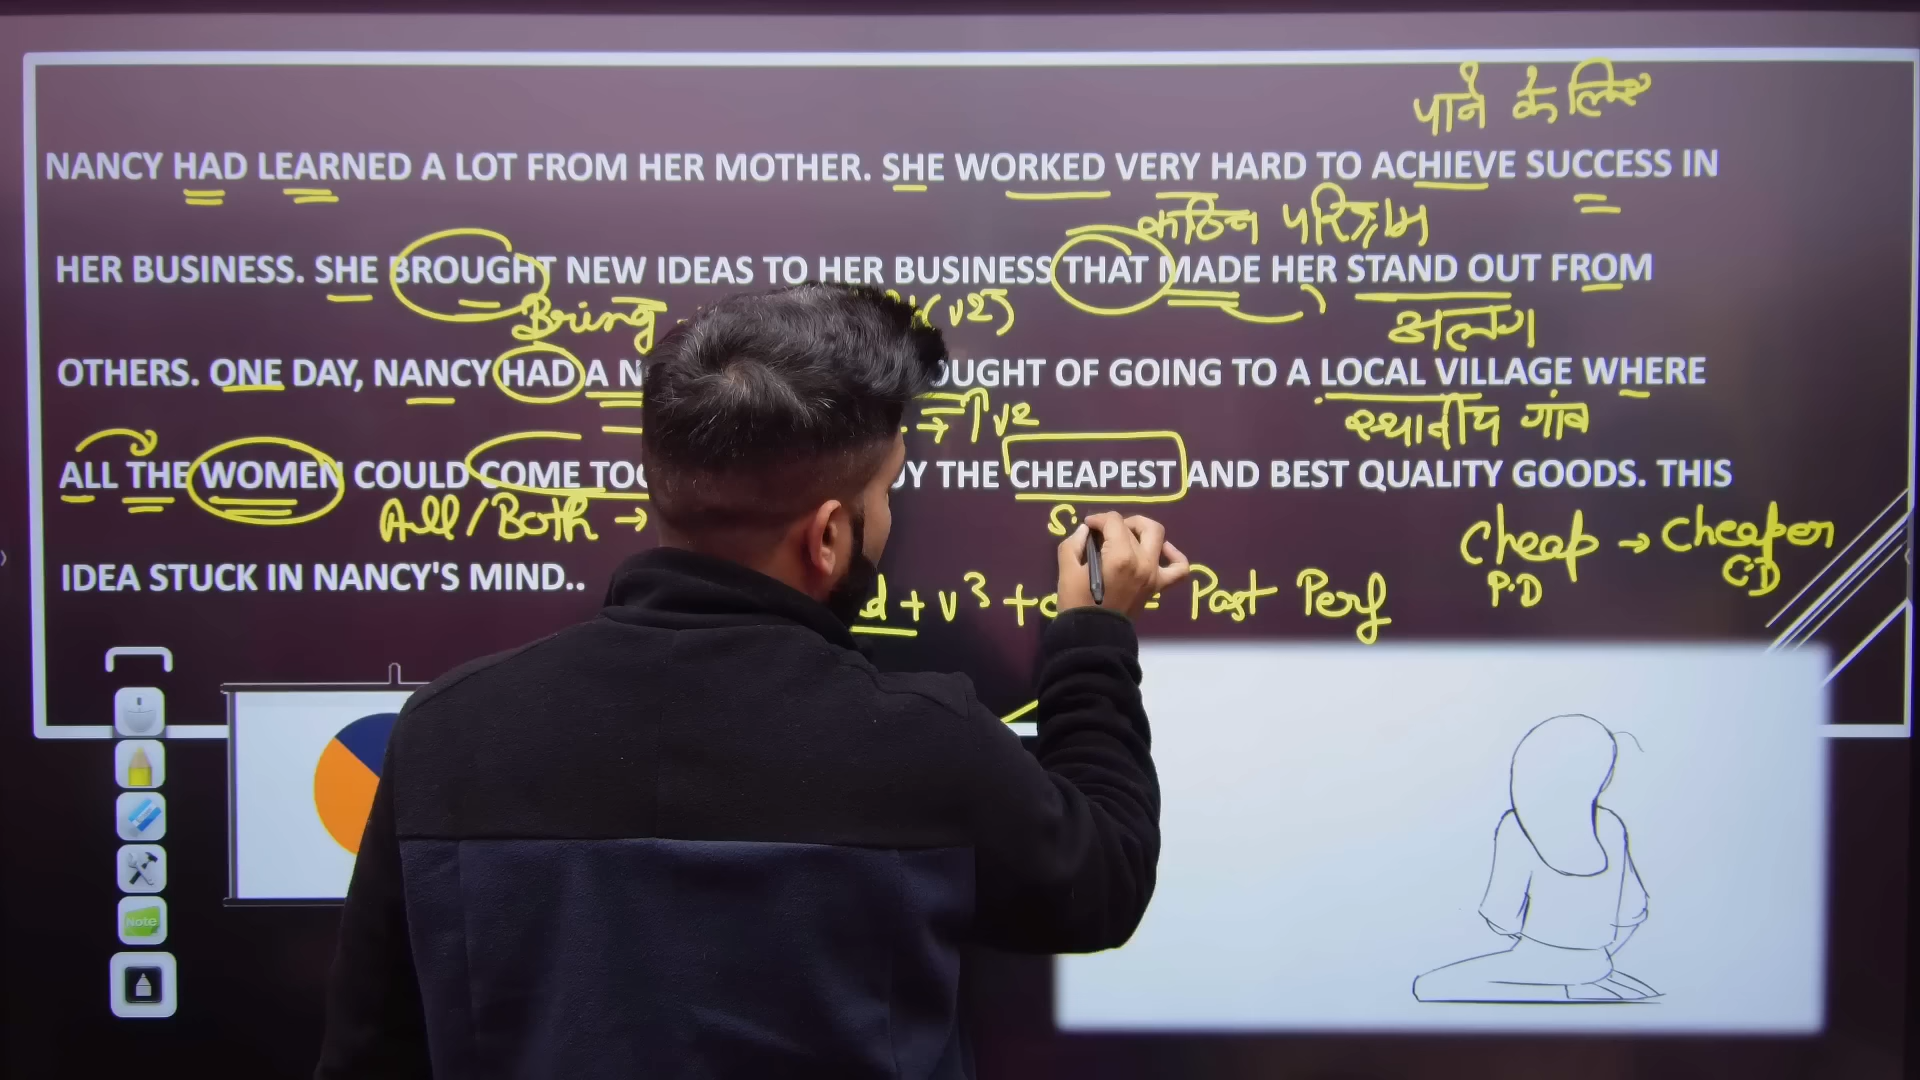 पाने के लिए
NANCY HAD LEARNED A LOT FROM HER MOTHER. SHE WORKED VERY HARD TO ACHIEVE SUCCESS IN
कठिन परिश्रम
HER BUSINESS. SHE BROUGHT NEW IDEAS TO HER BUSINESS THAT MADE HER STAND OUT FROM
Bring (v2) अलग
OTHERS. ONE DAY, NANCY HAD A OF GOING TO A LOCAL VILLAGE WHERE
→ v2 स्थानीय गांव
ALL THE WOMEN COULD COME THE CHEAPEST AND BEST QUALITY GOODS. THIS
All/Both → S. Cheap → Cheaper
P.D C.D
IDEA STUCK IN NANCY'S MIND..
+ v3 + = Past Perf
Note